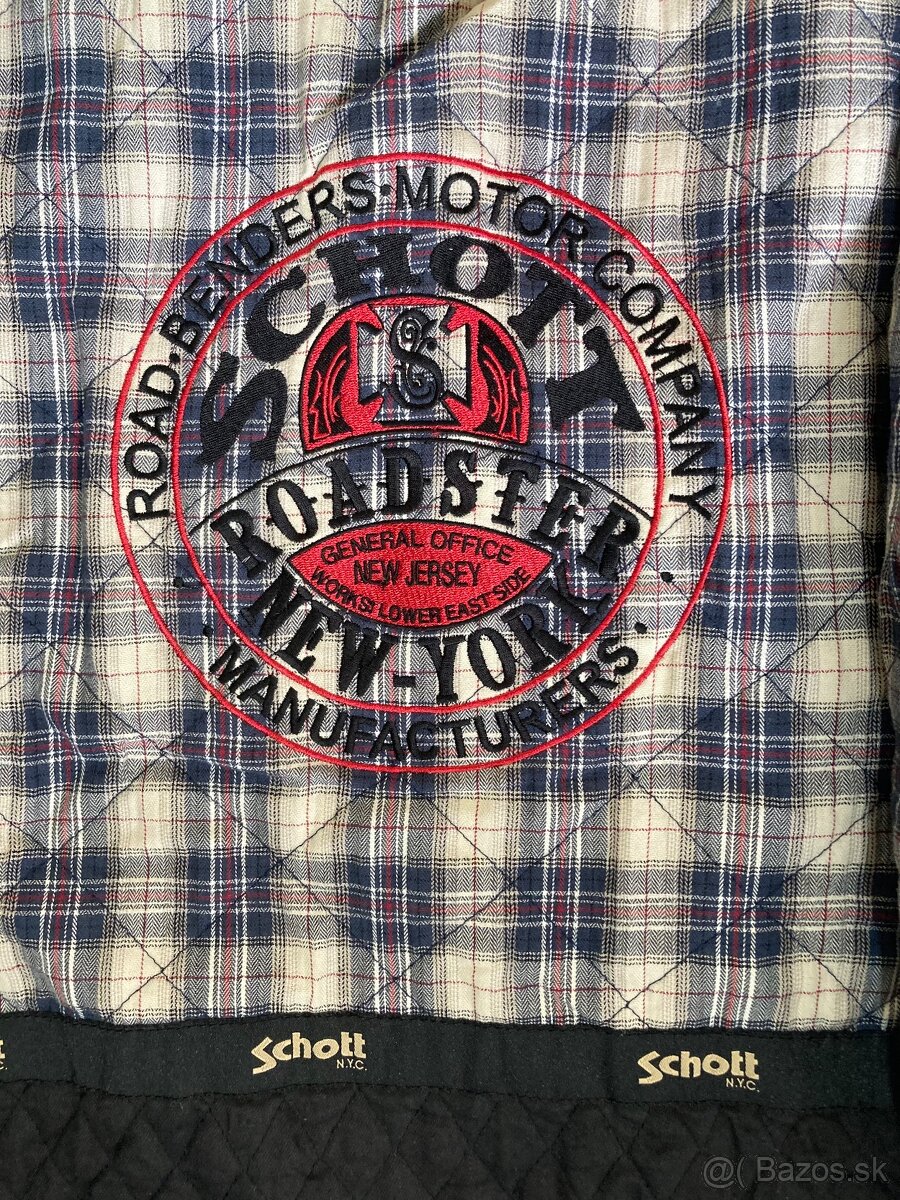 ROAD·BENDERS·MOTOR COMPANY
SCHOTT
S
ROADSTER
GENERAL OFFICE
NEW JERSEY
WORKS! LOWER EAST SIDE
NEW-YORK
MANUFACTURERS
Schott Schott
N.Y.C. N.Y.C.
@( Bazos.sk